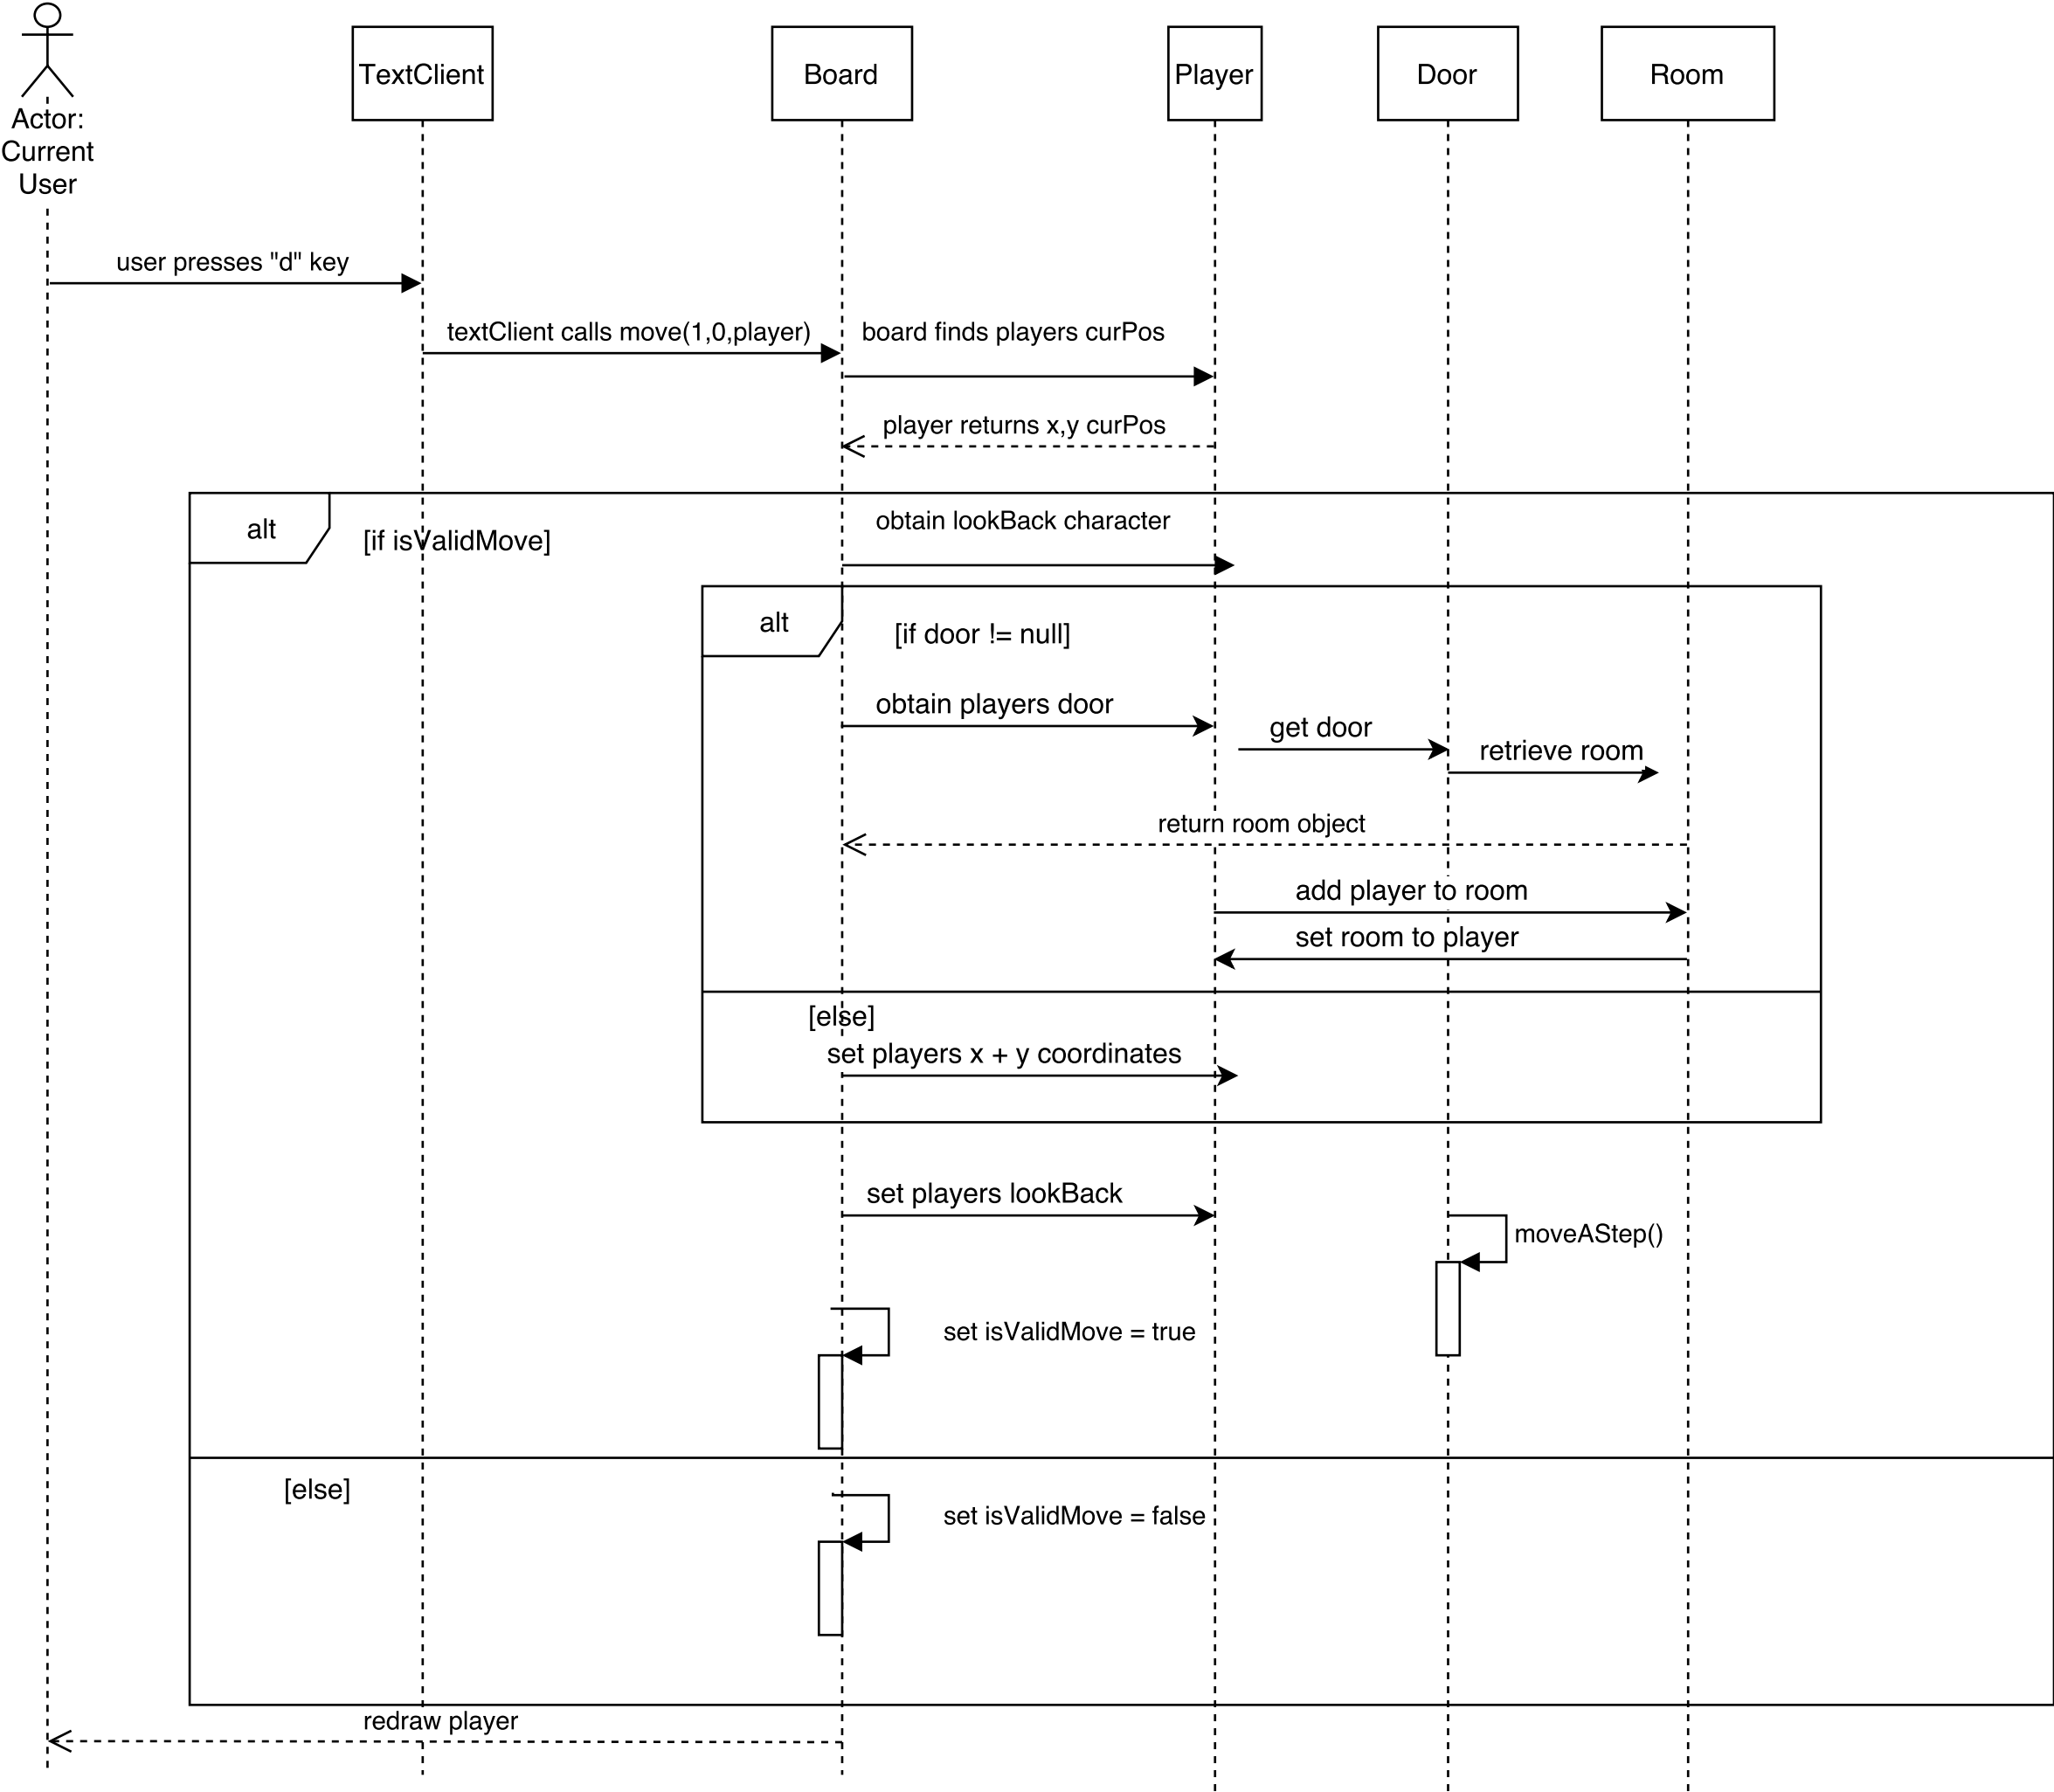 Actor:
Current
User
TextClient
Board
Player
Door
Room
user presses "d" key
textClient calls move(1,0,player)
board finds players curPos
player returns x,y curPos
alt
[if isValidMove]
obtain lookBack character
alt
[if door != null]
obtain players door
get door
retrieve room
return room object
add player to room
set room to player
[else]
set players x + y coordinates
set players lookBack
moveAStep()
set isValidMove = true
[else]
set isValidMove = false
redraw player